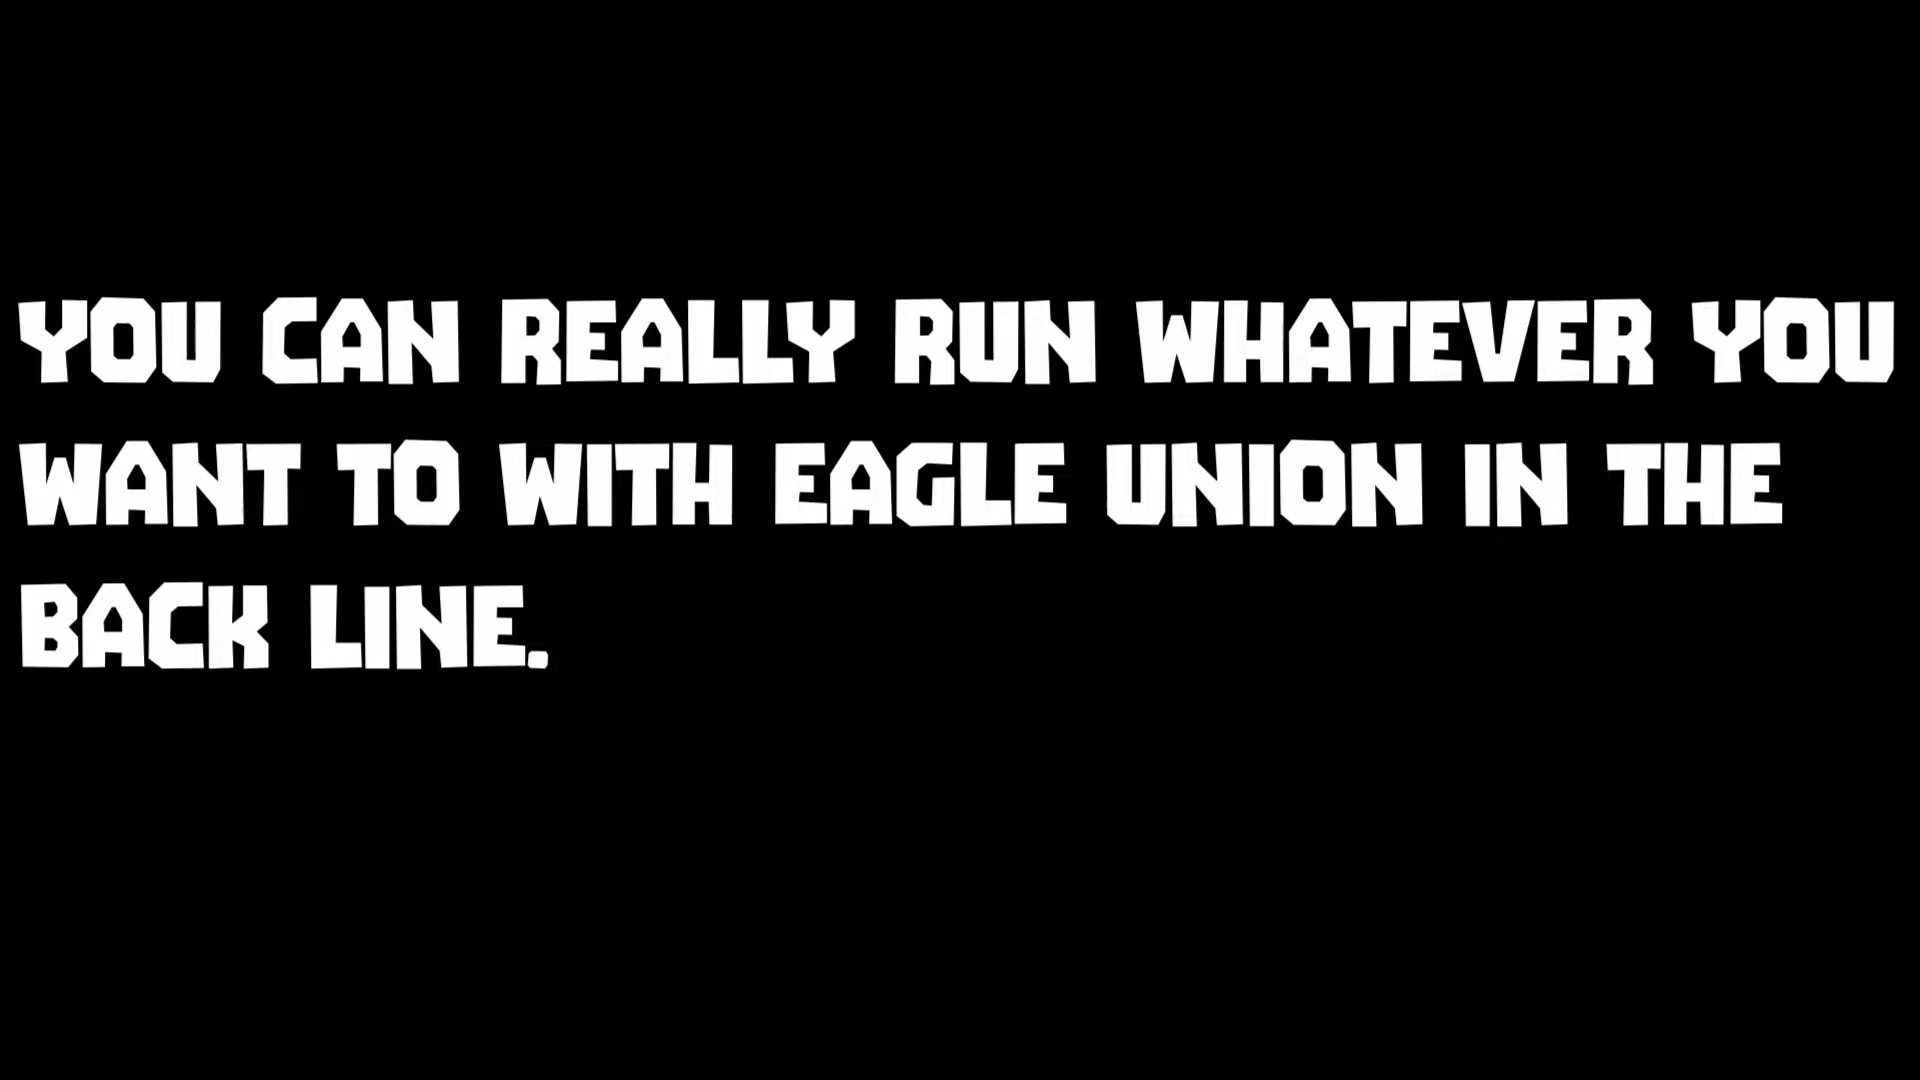 YOU CAN REALLY RUN WHATEVER YOU
WANT TO WITH EAGLE UNION IN THE
BACK LINE.